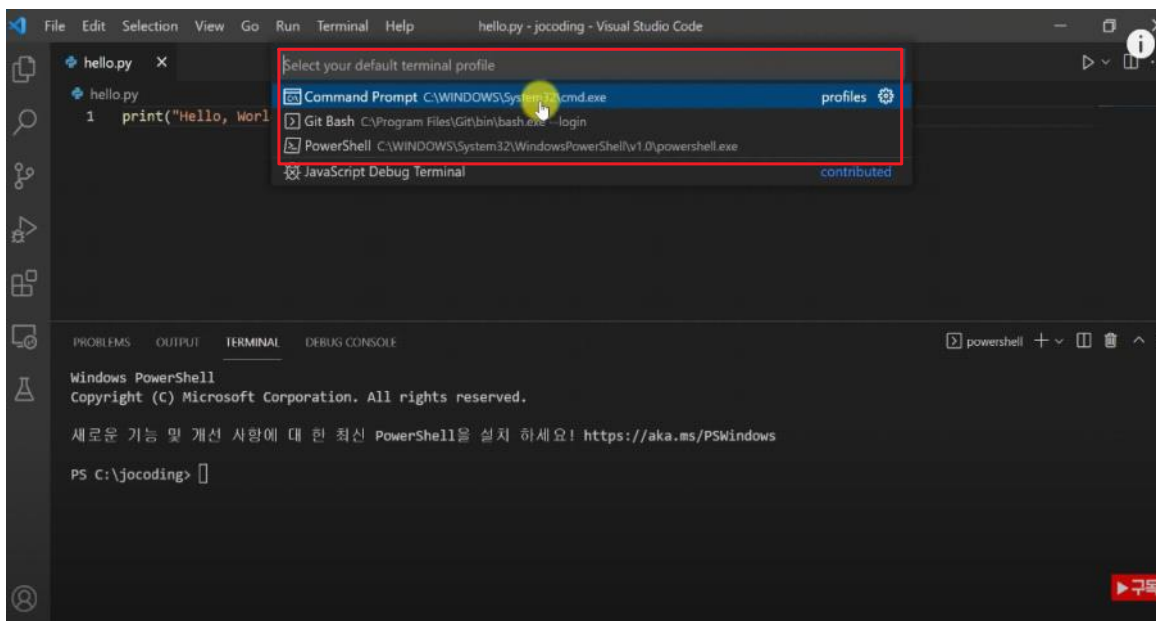 File Edit Selection View Go Run Terminal Help hello.py - jocoding - Visual Studio Code
hello.py
Select your default terminal profile
hello.py
Command Prompt C:\WINDOWS\System32\cmd.exe profiles
1 print("Hello, Worl
Git Bash C:\Program Files\Git\bin\bash.exe --login
PowerShell C:\WINDOWS\System32\WindowsPowerShell\v1.0\powershell.exe
JavaScript Debug Terminal contributed
PROBLEMS OUTPUT TERMINAL DEBUG CONSOLE powershell
Windows PowerShell
Copyright (C) Microsoft Corporation. All rights reserved.
새로운 기능 및 개선 사항에 대 한 최신 PowerShell을 설치 하세요! https://aka.ms/PSWindows
PS C:\jocoding>
구독